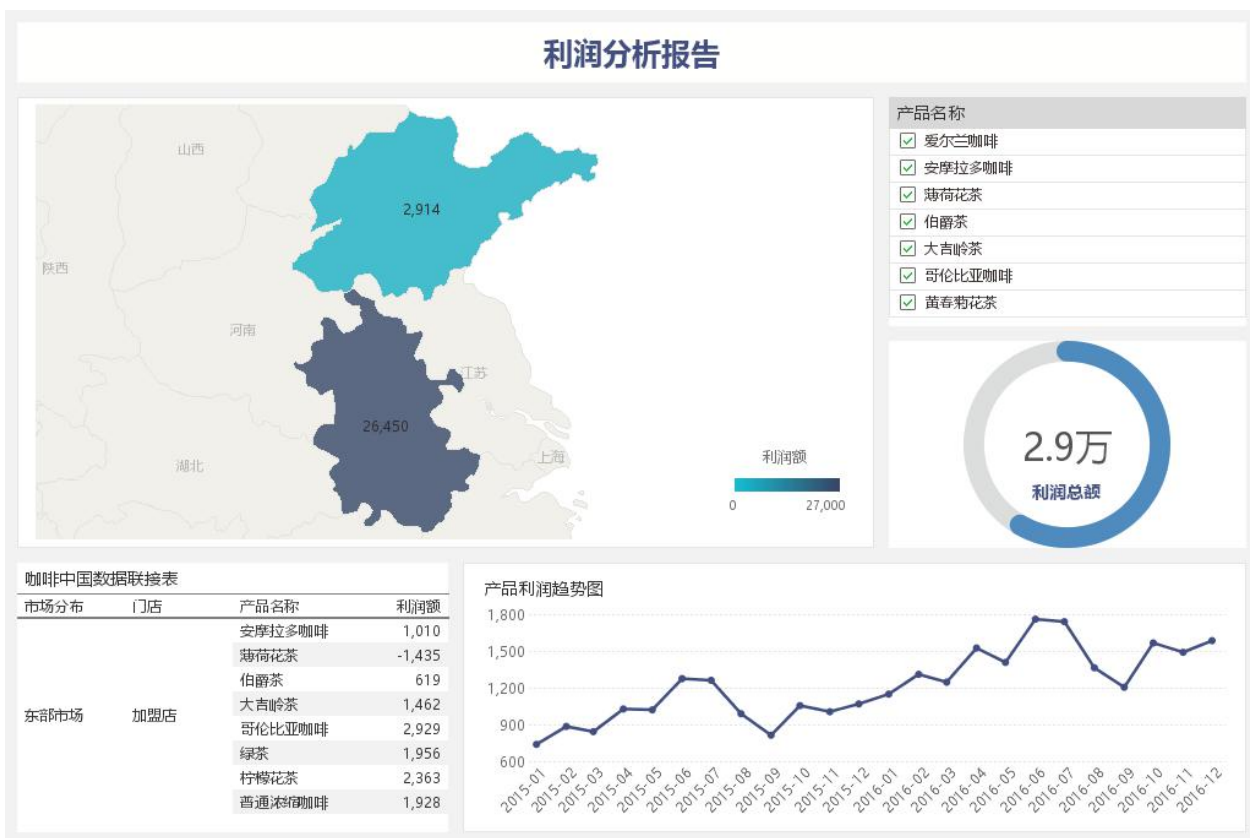 利润分析报告
山西
陕西
河南
湖北
江苏
上海
2,914
26,450
利润额
0 27,000
产品名称
爱尔兰咖啡
安摩拉多咖啡
薄荷花茶
伯爵茶
大吉岭茶
哥伦比亚咖啡
黄春菊花茶
2.9万
利润总额
咖啡中国数据联接表
市场分布 门店 产品名称 利润额
安摩拉多咖啡 1,010
薄荷花茶 -1,435
伯爵茶 619
大吉岭茶 1,462
东部市场 加盟店
哥伦比亚咖啡 2,929
绿茶 1,956
柠檬花茶 2,363
普通浓缩咖啡 1,928
产品利润趋势图
1,800
1,500
1,200
900
600
2015-01 2015-02 2015-03 2015-04 2015-05 2015-06 2015-07 2015-08 2015-09 2015-10 2015-11 2015-12 2016-01 2016-02 2016-03 2016-04 2016-05 2016-06 2016-07 2016-08 2016-09 2016-10 2016-11 2016-12